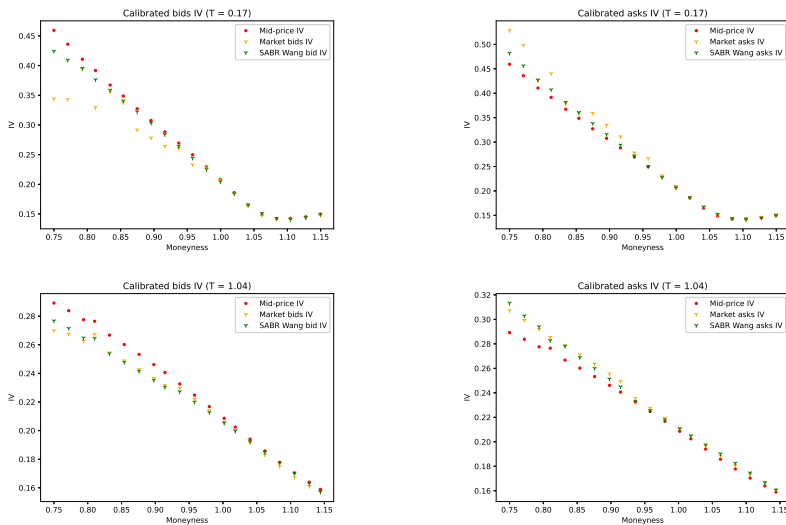 Calibrated bids IV (T = 0.17)
0.45
0.40
0.35
0.30
0.25
0.20
0.15
IV
Mid-price IV
Market bids IV
SABR Wang bid IV
0.75 0.80 0.85 0.90 0.95 1.00 1.05 1.10 1.15
Moneyness
Calibrated asks IV (T = 0.17)
0.50
0.45
0.40
0.35
0.30
0.25
0.20
0.15
IV
Mid-price IV
Market asks IV
SABR Wang asks IV
0.75 0.80 0.85 0.90 0.95 1.00 1.05 1.10 1.15
Moneyness
Calibrated bids IV (T = 1.04)
0.28
0.26
0.24
0.22
0.20
0.18
0.16
IV
Mid-price IV
Market bids IV
SABR Wang bid IV
0.75 0.80 0.85 0.90 0.95 1.00 1.05 1.10 1.15
Moneyness
Calibrated asks IV (T = 1.04)
0.32
0.30
0.28
0.26
0.24
0.22
0.20
0.18
0.16
IV
Mid-price IV
Market asks IV
SABR Wang asks IV
0.75 0.80 0.85 0.90 0.95 1.00 1.05 1.10 1.15
Moneyness